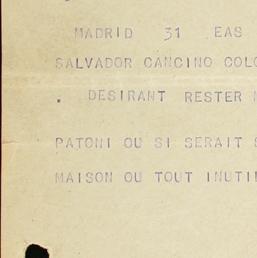 MADRID 31 EAS
SALVADOR CANCINO COLO
. DESIRANT RESTER
PATONI OU SI SERAIT S
MAISON OU TOUT INUTI